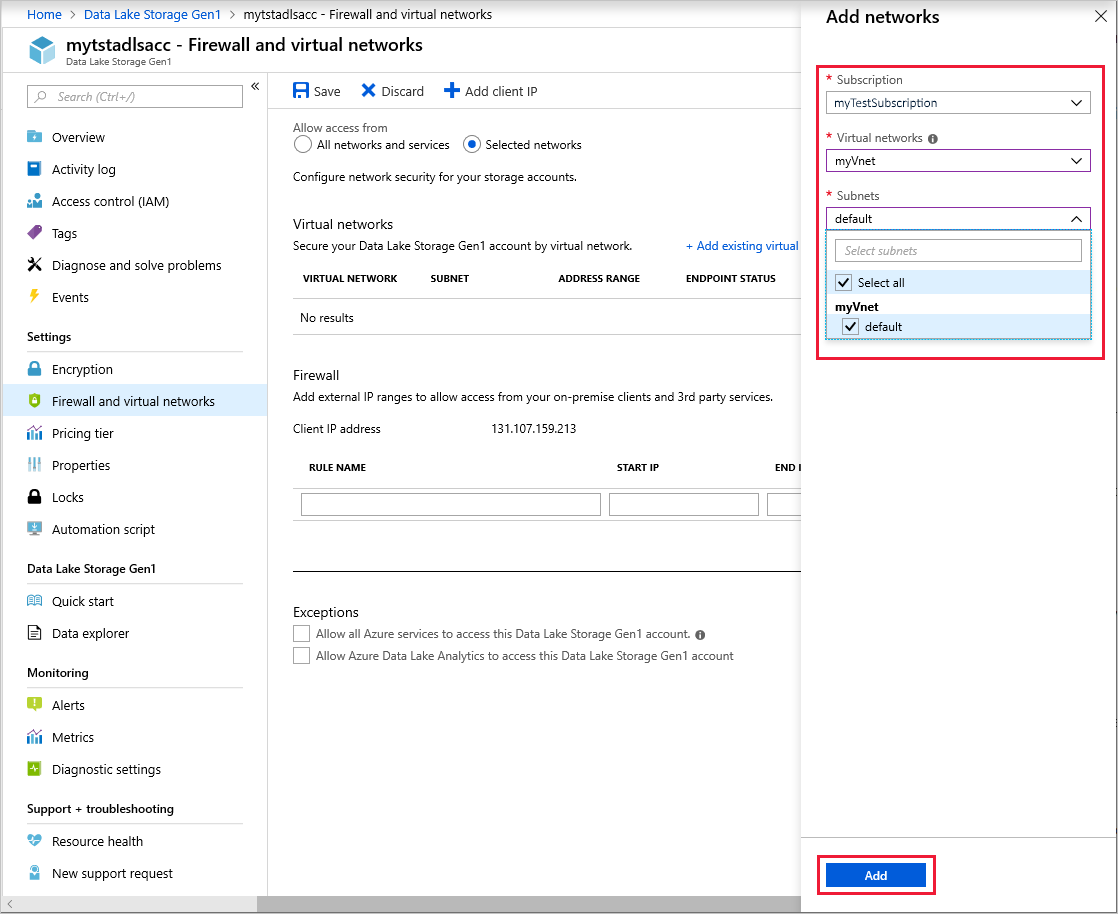 Home > Data Lake Storage Gen1 > mytstadlsacc - Firewall and virtual networks
mytstadlsacc - Firewall and virtual networks
Data Lake Storage Gen1
Search (Ctrl+/)
«
Overview
Activity log
Access control (IAM)
Tags
Diagnose and solve problems
Events
Settings
Encryption
Firewall and virtual networks
Pricing tier
Properties
Locks
Automation script
Data Lake Storage Gen1
Quick start
Data explorer
Monitoring
Alerts
Metrics
Diagnostic settings
Support + troubleshooting
Resource health
New support request
Save Discard Add client IP
Allow access from
All networks and services Selected networks
Configure network security for your storage accounts.
Virtual networks
Secure your Data Lake Storage Gen1 account by virtual network. + Add existing virtual
VIRTUAL NETWORK SUBNET ADDRESS RANGE ENDPOINT STATUS
No results
Firewall
Add external IP ranges to allow access from your on-premise clients and 3rd party services.
Client IP address 131.107.159.213
RULE NAME START IP END
Exceptions
Allow all Azure services to access this Data Lake Storage Gen1 account.
Allow Azure Data Lake Analytics to access this Data Lake Storage Gen1 account
Add networks
* Subscription
myTestSubscription
* Virtual networks
myVnet
* Subnets
default
Select subnets
Select all
myVnet
default
Add